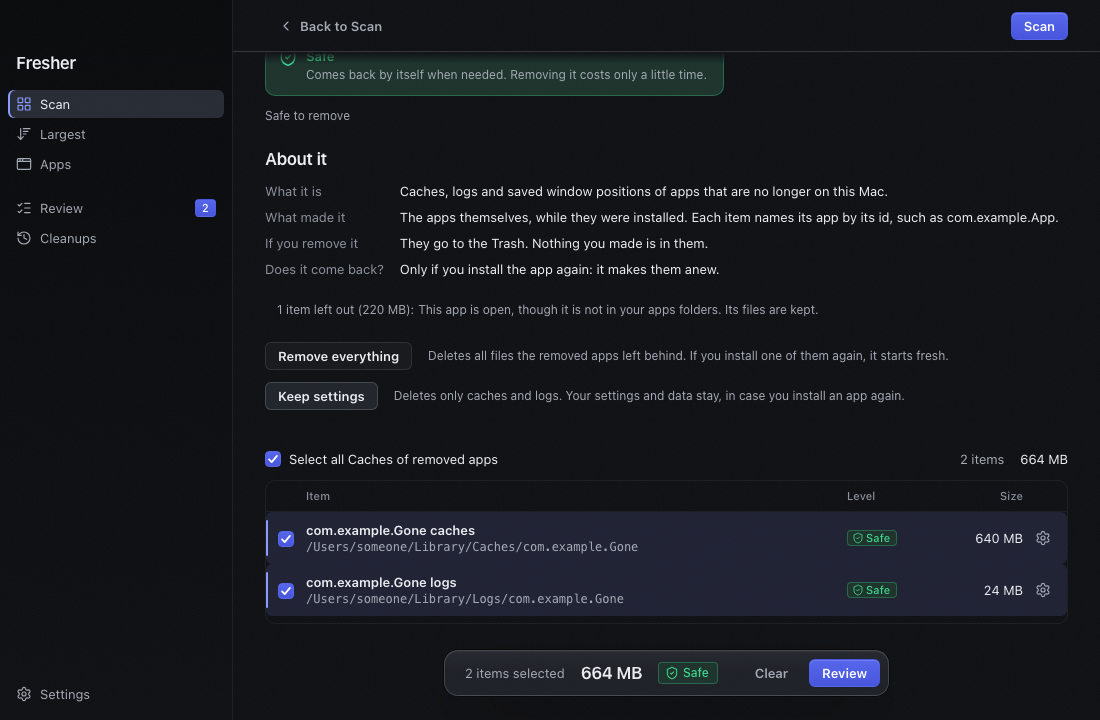 Back to Scan
Scan
Fresher
Scan
Largest
Apps
Review
2
Cleanups
Settings
Safe
Comes back by itself when needed. Removing it costs only a little time.
Safe to remove
About it
What it is
Caches, logs and saved window positions of apps that are no longer on this Mac.
What made it
The apps themselves, while they were installed. Each item names its app by its id, such as com.example.App.
If you remove it
They go to the Trash. Nothing you made is in them.
Does it come back?
Only if you install the app again: it makes them anew.
1 item left out (220 MB): This app is open, though it is not in your apps folders. Its files are kept.
Remove everything
Deletes all files the removed apps left behind. If you install one of them again, it starts fresh.
Keep settings
Deletes only caches and logs. Your settings and data stay, in case you install an app again.
Select all Caches of removed apps
2 items
664 MB
Item
Level
Size
com.example.Gone caches
/Users/someone/Library/Caches/com.example.Gone
Safe
640 MB
com.example.Gone logs
/Users/someone/Library/Logs/com.example.Gone
Safe
24 MB
2 items selected
664 MB
Safe
Clear
Review